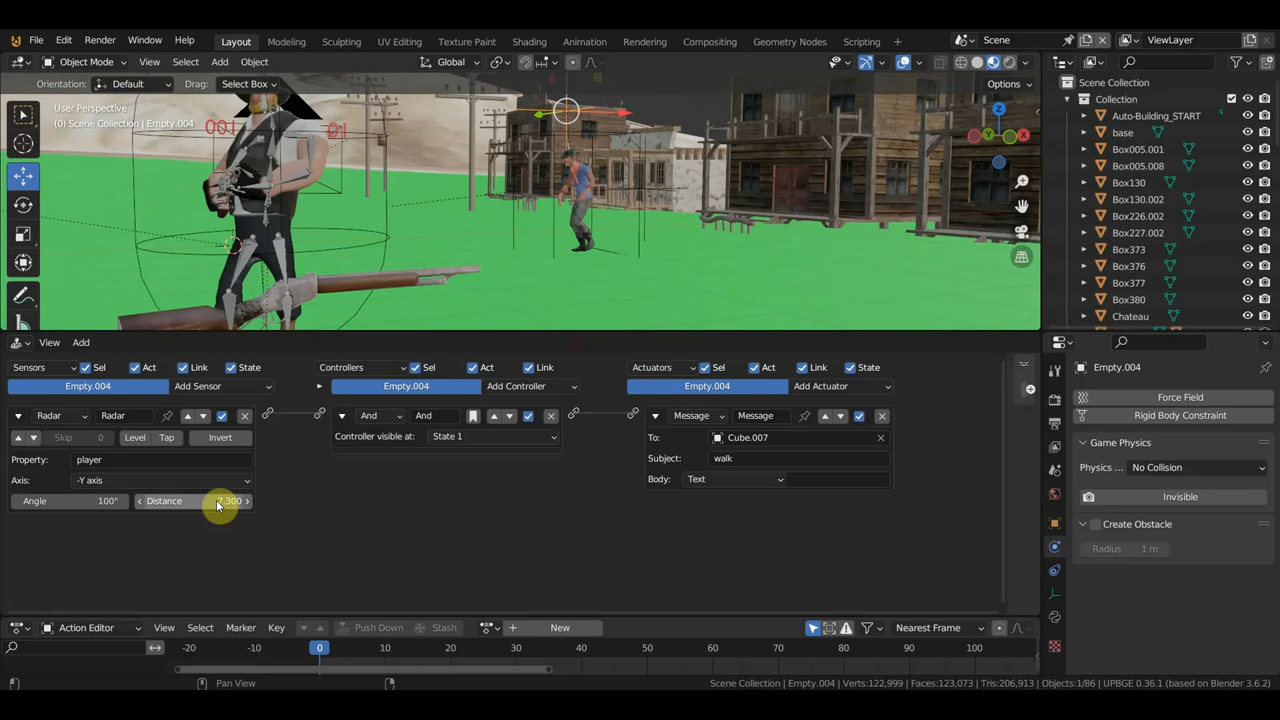 File Edit Render Window Help Layout Modeling Sculpting UV Editing Texture Paint Shading Animation Rendering Compositing Geometry Nodes Scripting + Scene ViewLayer
Object Mode View Select Add Object Global
Orientation: Default Drag: Select Box Options
User Perspective
(0) Scene Collection | Empty.004
Z
Y
Scene Collection
Collection
Auto-Building_START
base
Box005.001
Box005.008
Box130
Box130.002
Box226.002
Box227.002
Box373
Box376
Box377
Box380
Chateau
View Add
Sensors Sel Act Link State Controllers Sel Act Link Actuators Sel Act Link State
Empty.004 Add Sensor Empty.004 Add Controller Empty.004 Add Actuator
Radar Radar And And Message Message
Skip 0 Level Tap Invert Controller visible at: State 1 To: Cube.007
Property: player Subject: walk
Axis: -Y axis Body: Text
Angle 100° Distance
Empty.004
Force Field
Rigid Body Constraint
Game Physics
Physics ... No Collision
Invisible
Create Obstacle
Radius 1 m
Action Editor View Select Marker Key Push Down Stash New Nearest Frame
-20 -10 0 10 20 30 40 50 60 70 80 90 100
Pan View Scene Collection | Empty.004 | Verts:122,999 | Faces:123,073 | Tris:206,913 | Objects:1/86 | UPBGE 0.36.1 (based on Blender 3.6.2)